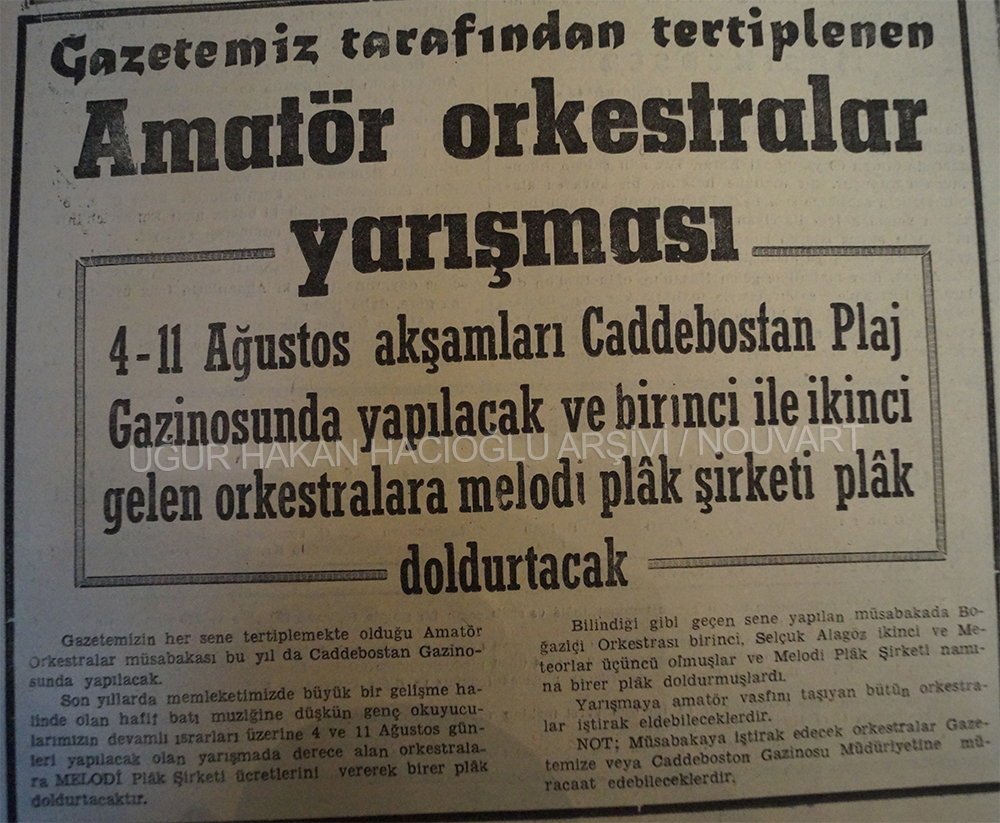 Gazetemiz tarafından tertiplenen
Amatör orkestralar
yarışması
4-11 Ağustos akşamları Caddebostan Plaj
Gazinosunda yapılacak ve birinci ile ikinci
gelen orkestralara melodi plâk şirketi plâk
doldurtacak
UĞUR HAKAN HACIOĞLU ARŞİVİ / NOUVART
Gazetemizin her sene tertiplemekte olduğu Amatör
Orkestralar müsabakası bu yıl da Caddebostan Gazino-
sunda yapılacak.
Son yıllarda memleketimizde büyük bir gelişme ha-
linde olan hafif batı muziğine düşkün genç okuyucu-
larımızın devamlı ısrarları üzerine 4 ve 11 Ağustos gün-
leri yapılacak olan yarışmada derece alan orkestrala-
ra MELODİ Plâk Şirketi ücretlerini vererek birer plâk
doldurtacaktır.
Bilindiği gibi geçen sene yapılan müsabakada Bo-
ğaziçi Orkestrası birinci, Selçuk Alagöz ikinci ve Me-
teorlar üçüncü olmuşlar ve Melodi Plâk Şirketi namı-
na birer plâk doldurmuşlardı.
Yarışmaya amatör vasfını taşıyan bütün orkestra-
lar iştirak eldebileceklerdir.
NOT; Müsabakaya iştirak edecek orkestralar Gaze-
temize veya Caddeboston Gazinosu Müdüriyetine mü-
racaat edebileceklerdir.